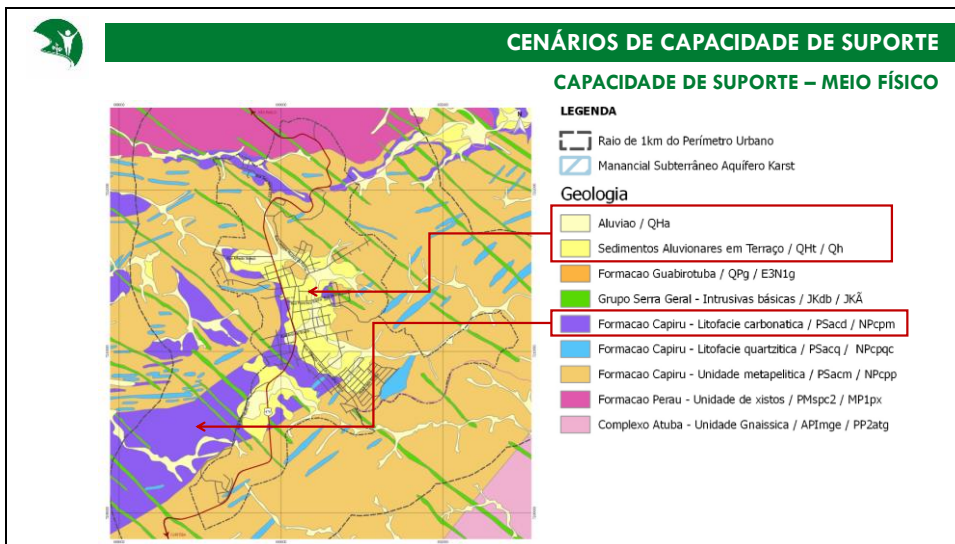 CENÁRIOS DE CAPACIDADE DE SUPORTE
CAPACIDADE DE SUPORTE – MEIO FÍSICO
LEGENDA
Raio de 1km do Perímetro Urbano
Manancial Subterrâneo Aquífero Karst
Geologia
Aluviao / QHa
Sedimentos Aluvionares em Terraço / QHt / Qh
Formacao Guabirotuba / QPg / E3N1g
Grupo Serra Geral - Intrusivas básicas / JKdb / JKÃ
Formacao Capiru - Litofacie carbonatica / PSacd / NPcpm
Formacao Capiru - Litofacie quartzitica / PSacq / NPcpqc
Formacao Capiru - Unidade metapelitica / PSacm / NPcpp
Formacao Perau - Unidade de xistos / PMspc2 / MP1px
Complexo Atuba - Unidade Gnaissica / APImge / PP2atg